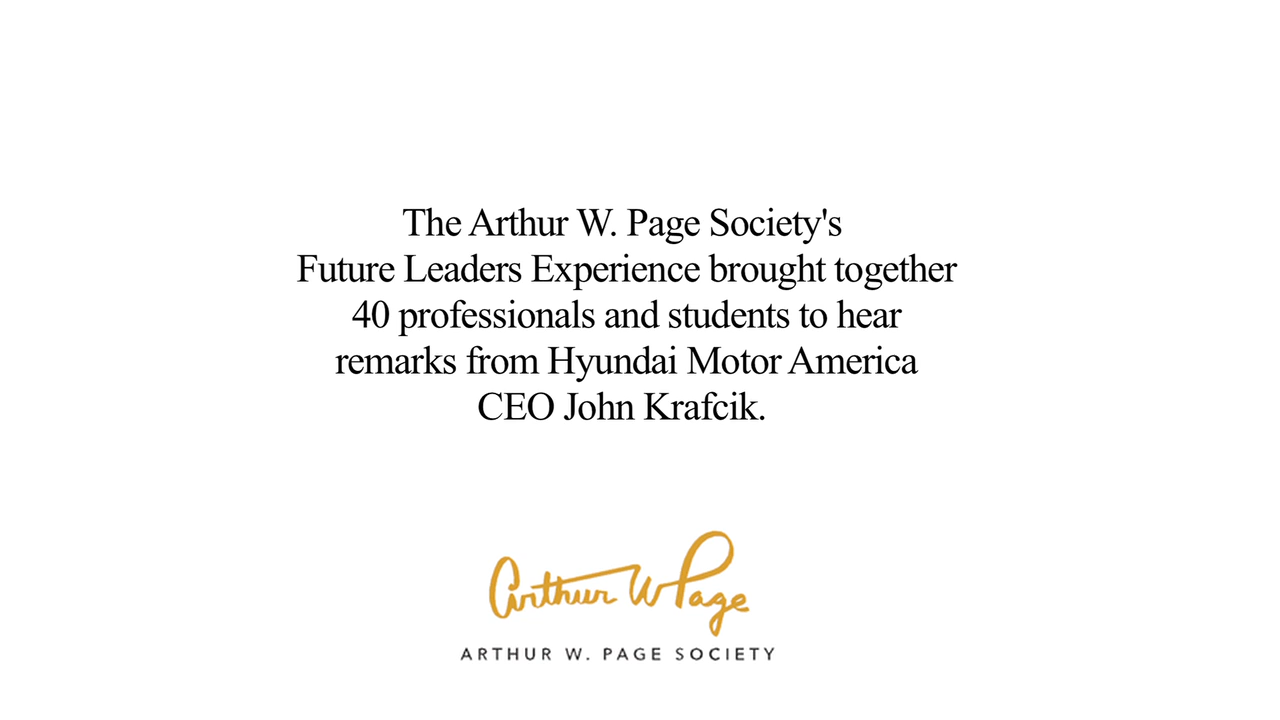 The Arthur W. Page Society's
Future Leaders Experience brought together
40 professionals and students to hear
remarks from Hyundai Motor America
CEO John Krafcik.
Arthur W Page
ARTHUR W. PAGE SOCIETY